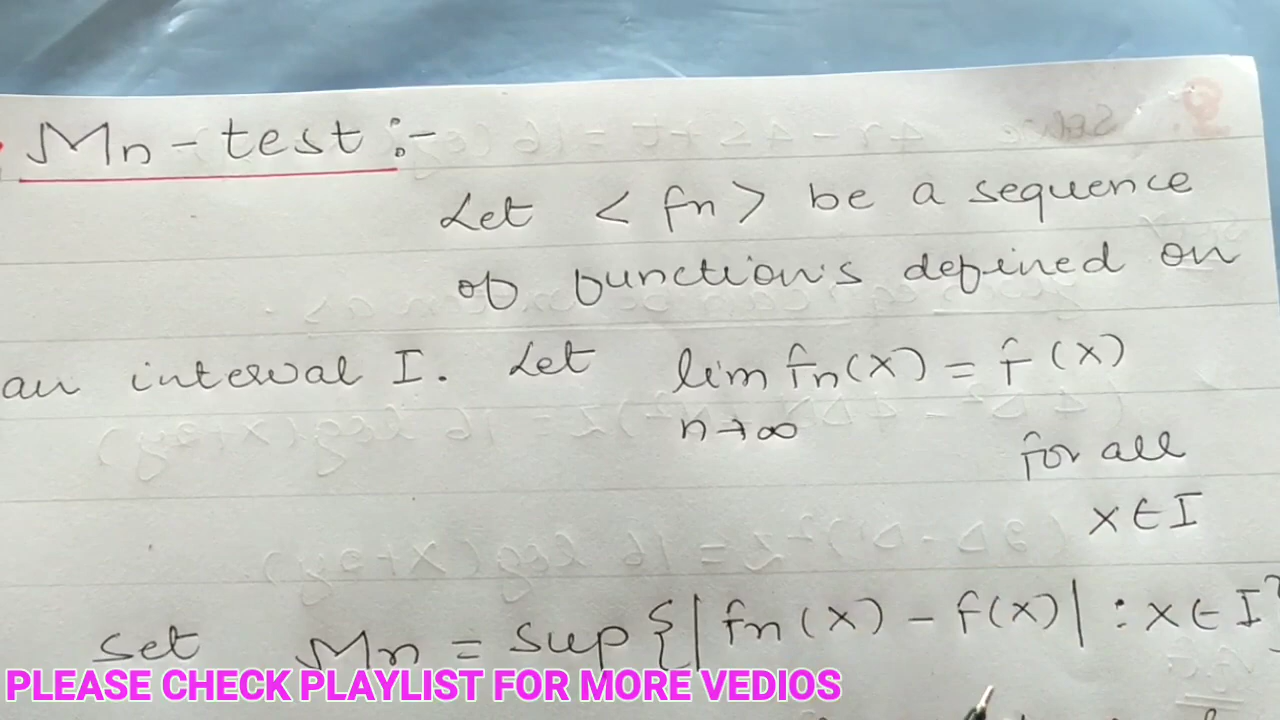 Mn-test :-
Let < fn > be a sequence
of function's defined on
an interval I. Let lim fn(x) = f(x)
n→∞
for all
x∈I
set Mn = sup{|fn(x) - f(x)| : x∈I}
PLEASE CHECK PLAYLIST FOR MORE VEDIOS